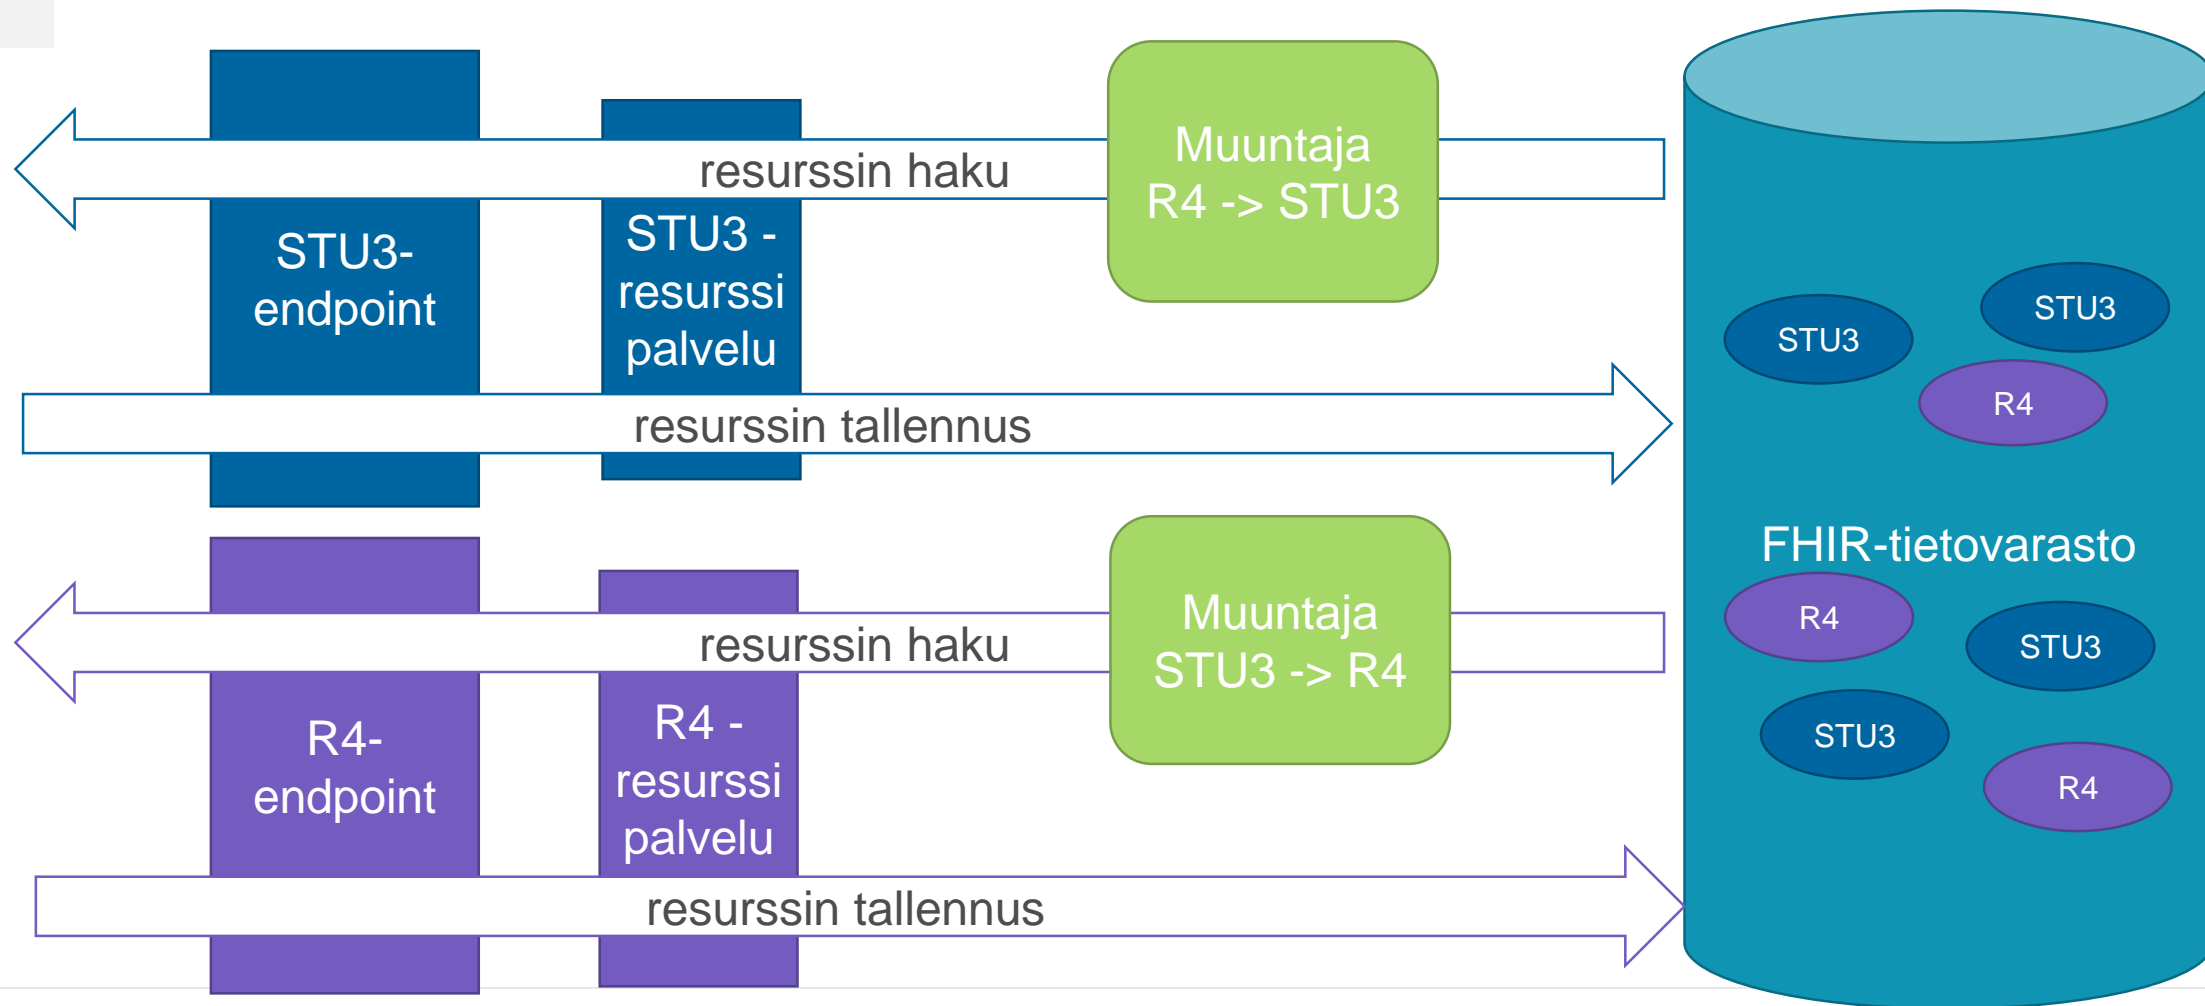 resurssin haku
Muuntaja
R4 -> STU3
STU3-
endpoint
STU3 -
resurssi
palvelu
resurssin tallennus
STU3
STU3
R4
FHIR-tietovarasto
resurssin haku
Muuntaja
STU3 -> R4
R4-
endpoint
R4 -
resurssi
palvelu
resurssin tallennus
R4
STU3
STU3
R4